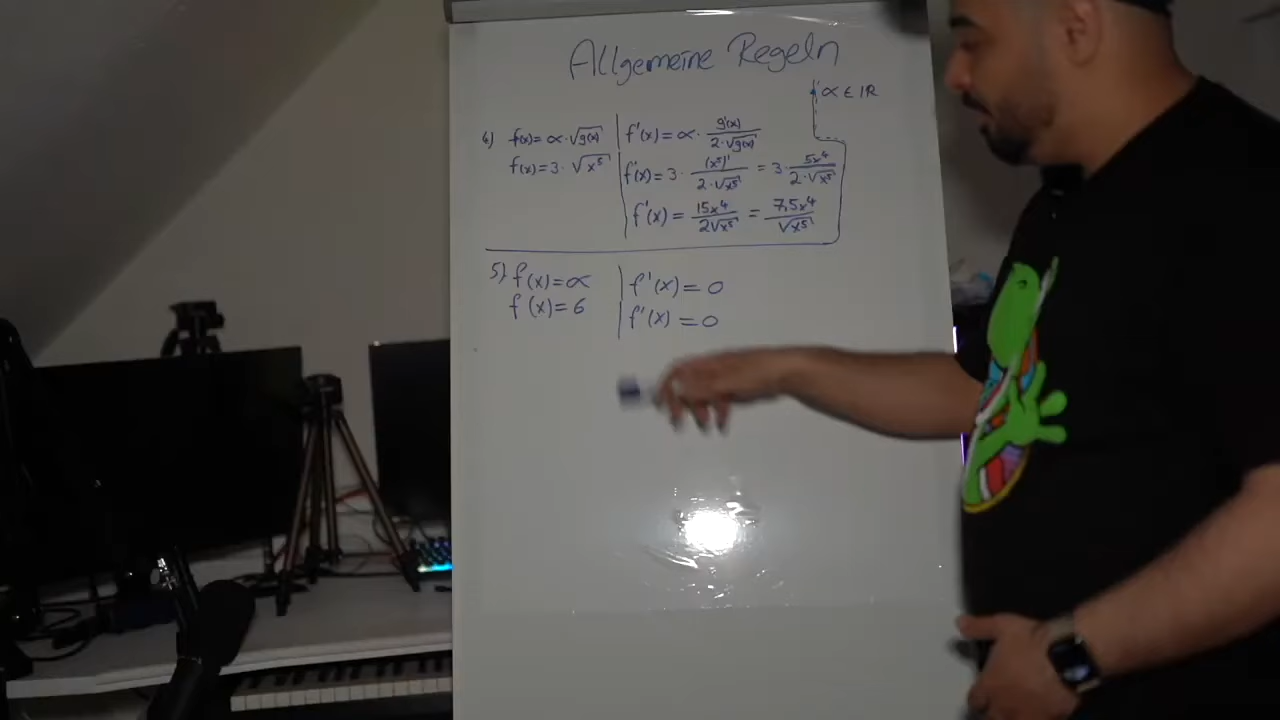 Allgemeine Regeln
α ∈ ℝ
4) f(x) = α · √g(x) | f'(x) = α · g'(x) / 2·√g(x)
f(x) = 3 · √x⁵ | f'(x) = 3 · (x⁵)' / 2·√x⁵ = 3 · 5x⁴ / 2·√x⁵
f'(x) = 15x⁴ / 2√x⁵ = 7,5x⁴ / √x⁵
5) f(x) = α | f'(x) = 0
f(x) = 6 | f'(x) = 0